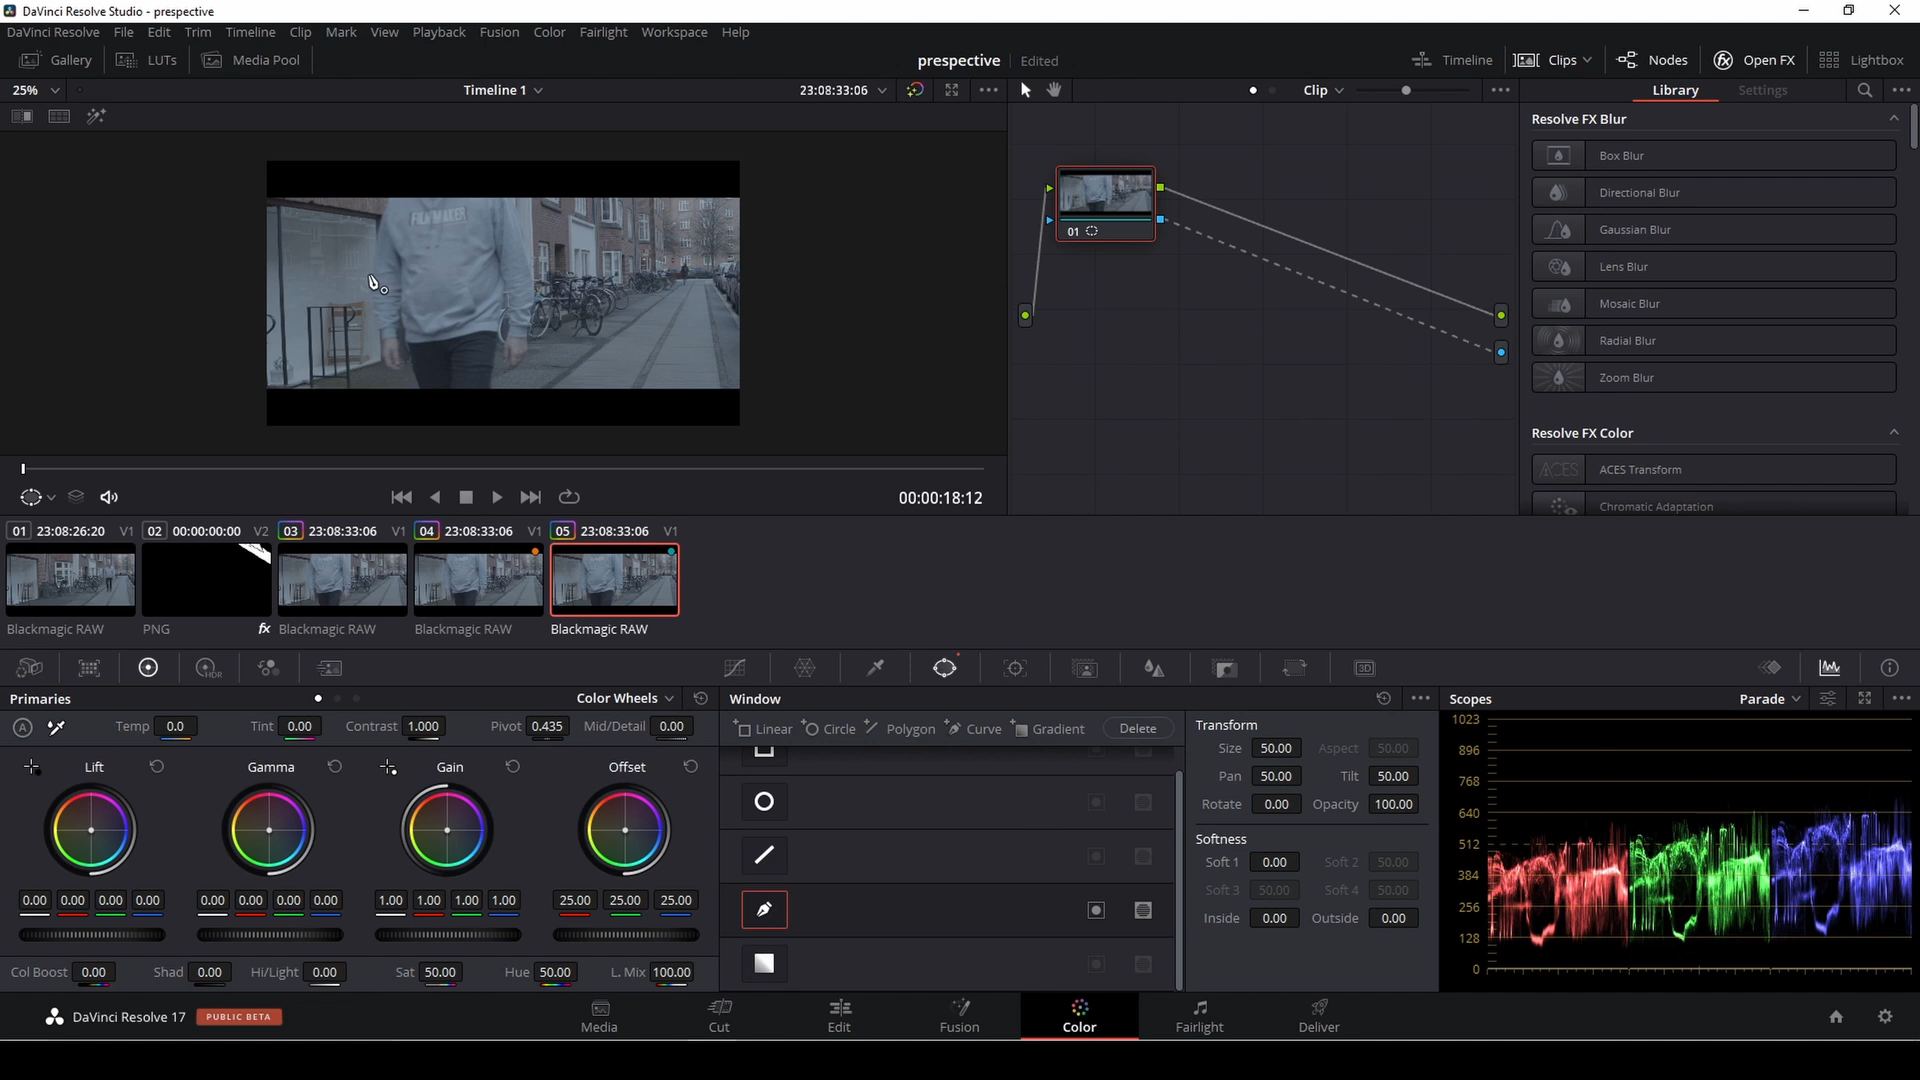 DaVinci Resolve Studio - prespective
DaVinci Resolve File Edit Trim Timeline Clip Mark View Playback Fusion Color Fairlight Workspace Help
Gallery LUTs Media Pool prespective Edited Timeline Clips Nodes Open FX Lightbox
25% Timeline 1 23:08:33:06 Clip Library Settings
Resolve FX Blur
Box Blur
Directional Blur
Gaussian Blur
Lens Blur
Mosaic Blur
Radial Blur
Zoom Blur
Resolve FX Color
ACES ACES Transform
Chromatic Adaptation
FILMMAKER
01
00:00:18:12
01 23:08:26:20 V1 02 00:00:00:00 V2 03 23:08:33:06 V1 04 23:08:33:06 V1 05 23:08:33:06 V1
Blackmagic RAW PNG fx Blackmagic RAW Blackmagic RAW Blackmagic RAW
HDR 3D
Primaries Color Wheels Window Scopes Parade
A Temp 0.0 Tint 0.00 Contrast 1.000 Pivot 0.435 Mid/Detail 0.00
Linear Circle Polygon Curve Gradient Delete
Lift Gamma Gain Offset
0.00 0.00 0.00 0.00 0.00 0.00 0.00 0.00 1.00 1.00 1.00 1.00 25.00 25.00 25.00
Col Boost 0.00 Shad 0.00 Hi/Light 0.00 Sat 50.00 Hue 50.00 L. Mix 100.00
Transform
Size 50.00 Aspect 50.00
Pan 50.00 Tilt 50.00
Rotate 0.00 Opacity 100.00
Softness
Soft 1 0.00 Soft 2 50.00
Soft 3 50.00 Soft 4 50.00
Inside 0.00 Outside 0.00
1023
896
768
640
512
384
256
128
0
DaVinci Resolve 17 PUBLIC BETA Media Cut Edit Fusion Color Fairlight Deliver